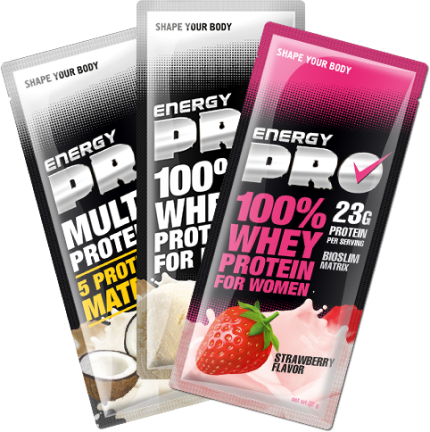 SHAPE YOUR BODY
ENERGY
PR
MULT
PROTE
5 PROT
MAT
SHAPE YOUR BODY
ENERGY
PR
100%
WHE
PROT
FOR
SHAPE YOUR BODY
ENERGY
PRO
100%
WHEY
PROTEIN
FOR WOMEN
23G
PROTEIN
PER SERVING
BIOSLIM
MATRIX
STRAWBERRY
FLAVOR